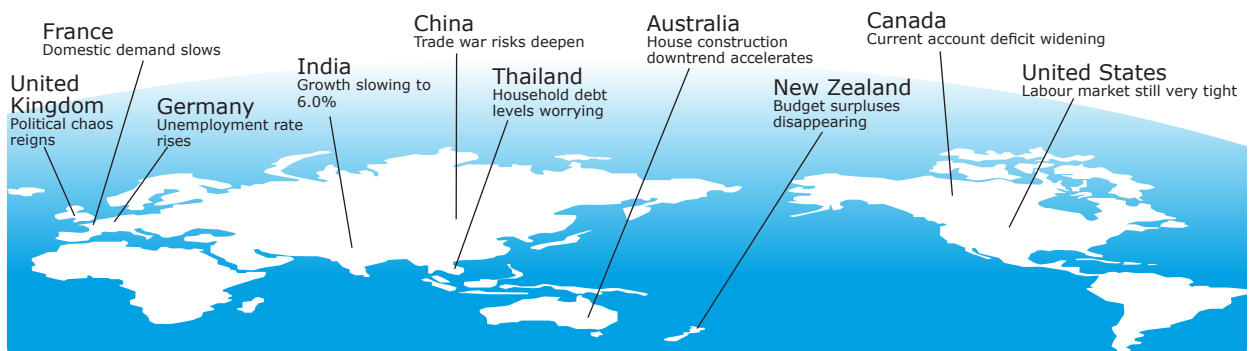 France
Domestic demand slows
United
Kingdom
Political chaos
reigns
Germany
Unemployment rate
rises
India
Growth slowing to
6.0%
China
Trade war risks deepen
Thailand
Household debt
levels worrying
Australia
House construction
downtrend accelerates
New Zealand
Budget surpluses
disappearing
Canada
Current account deficit widening
United States
Labour market still very tight